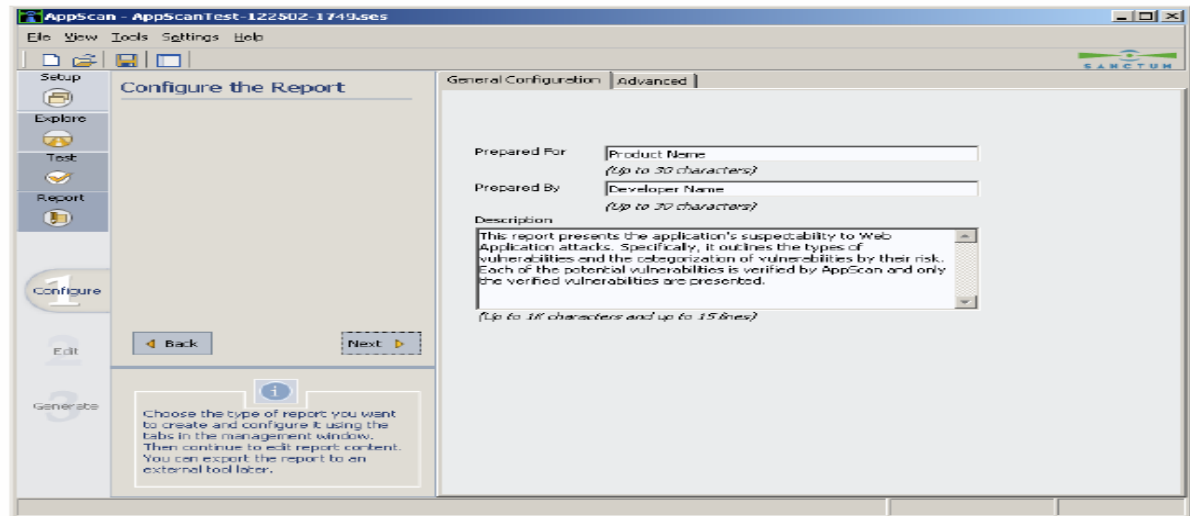 AppScan - AppScanTest-122502-1749.ses
File View Tools Settings Help
SANCTUM
Setup
Explore
Test
Report
1
Configure
2
Edit
3
Generate
Configure the Report
Back
Next
i
Choose the type of report you want
to create and configure it using the
tabs in the management window.
Then continue to edit report content.
You can export the report to an
external tool later.
General Configuration
Advanced
Prepared For
Product Name
(Up to 30 characters)
Prepared By
Developer Name
(Up to 30 characters)
Description
This report presents the application's suspectability to Web
Application attacks. Specifically, it outlines the types of
vulnerabilities and the categorization of vulnerabilities by their risk.
Each of the potential vulnerabilities is verified by AppScan and only
the verified vulnerabilities are presented.
(Up to 1K characters and up to 15 lines)